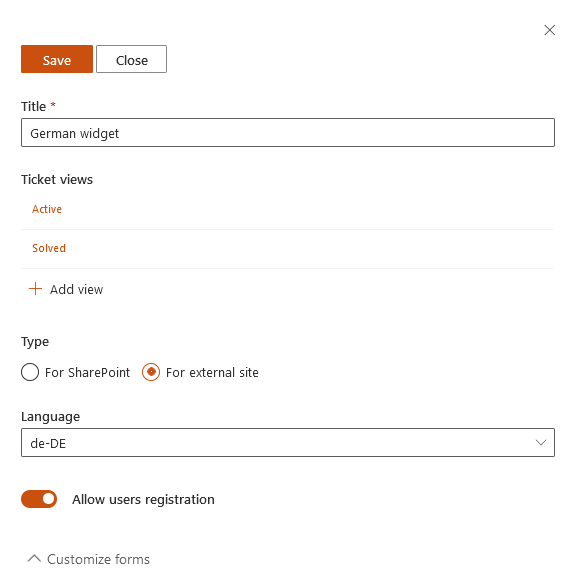 Save Close
Title *
German widget
Ticket views
Active
Solved
Add view
Type
For SharePoint For external site
Language
de-DE
Allow users registration
Customize forms